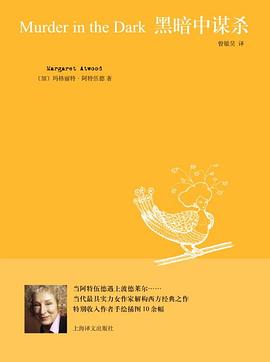 Murder in the Dark 黑暗中谋杀
曾敏昊 译
Margaret Atwood
〔加〕玛格丽特·阿特伍德 著
当阿特伍德遇上波德莱尔……
当代最具实力女作家解构西方经典之作
特别收入作者手绘插图10余幅
上海译文出版社